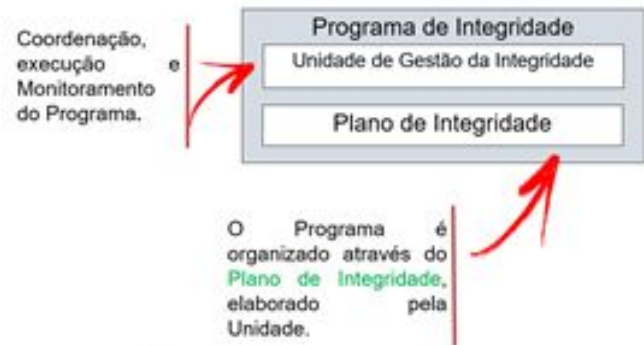 Programa de Integridade
Coordenação,
execução e
Monitoramento
do Programa.
Unidade de Gestão da Integridade
Plano de Integridade
O Programa é
organizado através do
Plano de Integridade,
elaborado pela
Unidade.